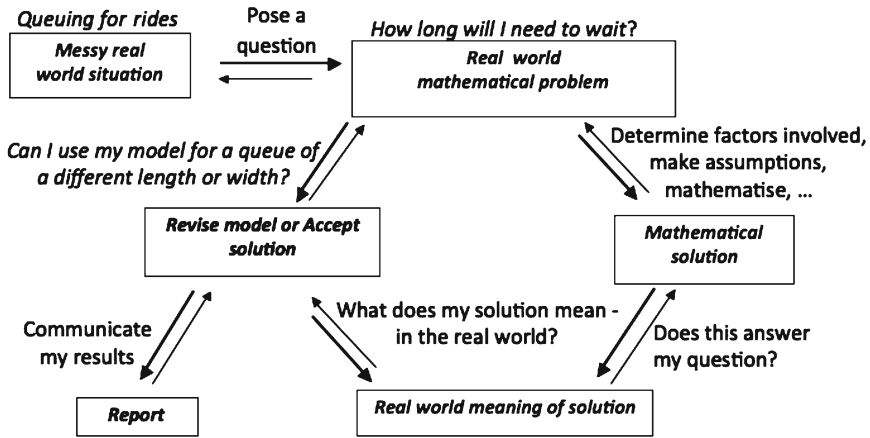 Queuing for rides
Messy real
world situation
Pose a
question
How long will I need to wait?
Real world
mathematical problem
Can I use my model for a queue of
a different length or width?
Determine factors involved,
make assumptions,
mathematise, ...
Revise model or Accept
solution
Mathematical
solution
Communicate
my results
What does my solution mean -
in the real world?
Does this answer
my question?
Report
Real world meaning of solution